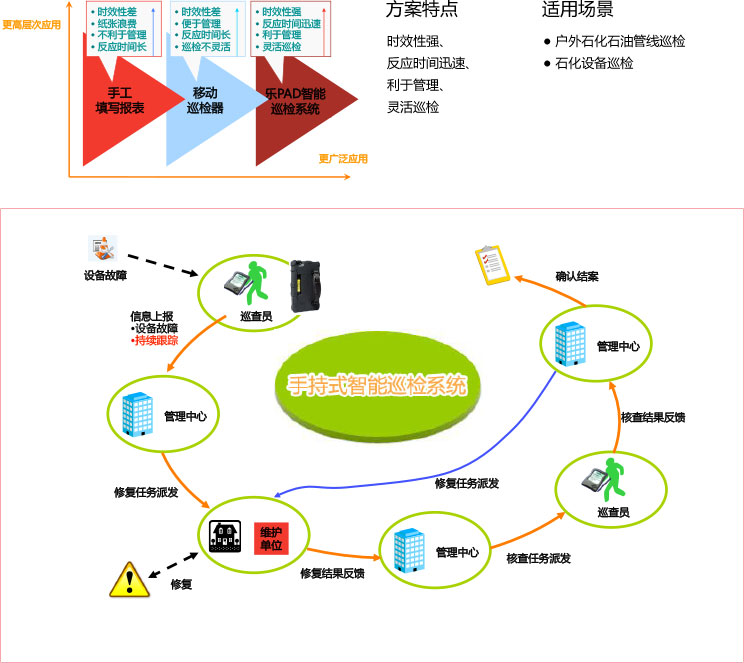 更高层次应用
• 时效性差
• 纸张浪费
• 不利于管理
• 反应时间长
• 时效性差
• 便于管理
• 反应时间长
• 巡检不灵活
• 时效性强
• 反应时间迅速
• 利于管理
• 灵活巡检
手工
填写报表
移动
巡检器
乐PAD智能
巡检系统
更广泛应用
方案特点
时效性强、
反应时间迅速、
利于管理、
灵活巡检
适用场景
● 户外石化石油管线巡检
● 石化设备巡检
设备故障
巡查员
信息上报
•设备故障
•持续跟踪
管理中心
修复任务派发
维护
单位
修复
修复结果反馈
管理中心
核查任务派发
巡查员
核查结果反馈
管理中心
确认结案
修复任务派发
手持式智能巡检系统